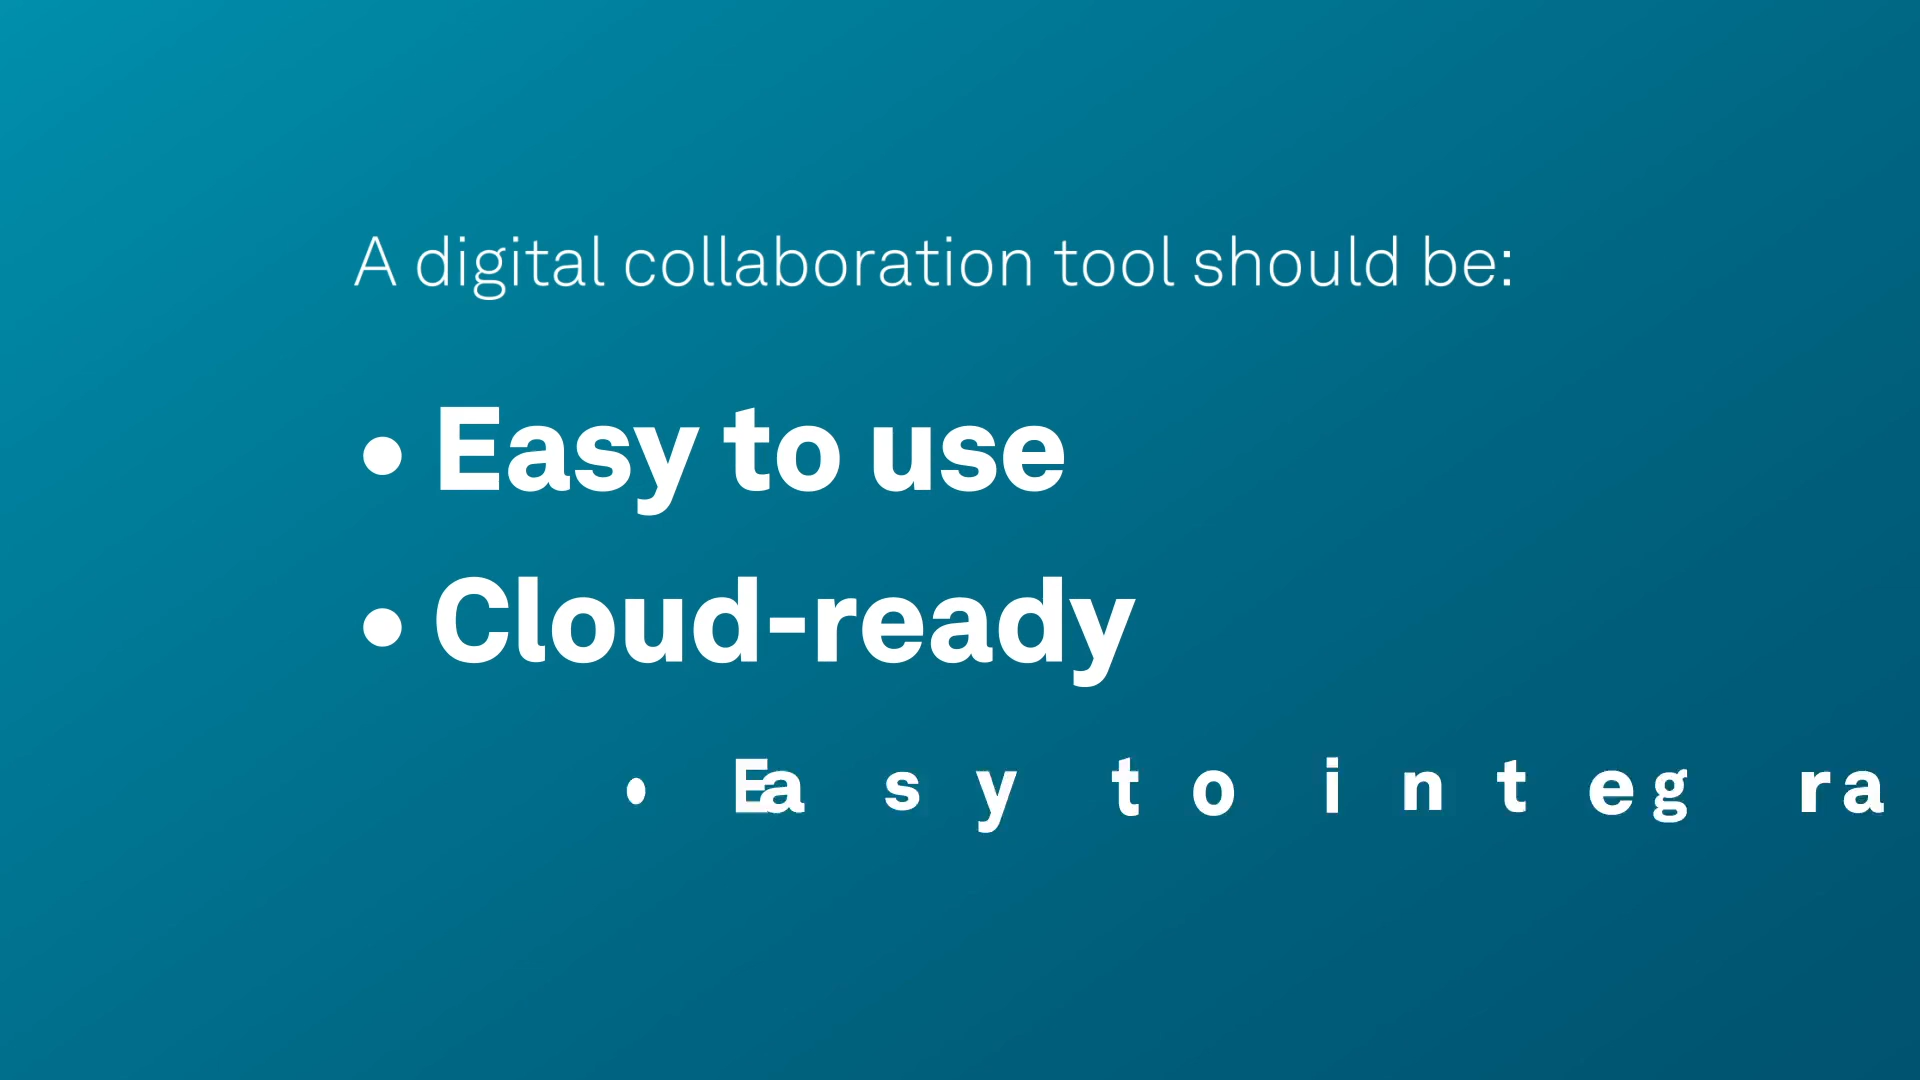 A digital collaboration tool should be:
• Easy to use
• Cloud-ready
• Easy to integra